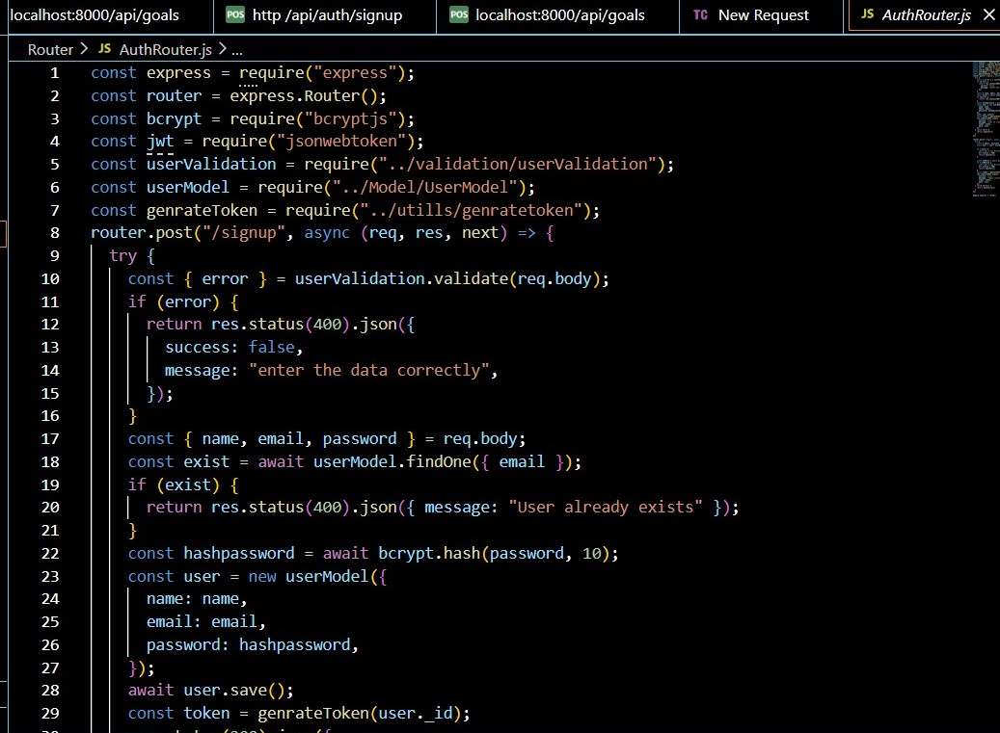 localhost:8000/api/goals
POS http /api/auth/signup
POS localhost:8000/api/goals
TC New Request
JS AuthRouter.js
Router > JS AuthRouter.js > ...
1 const express = require("express");
2 const router = express.Router();
3 const bcrypt = require("bcryptjs");
4 const jwt = require("jsonwebtoken");
5 const userValidation = require("../validation/userValidation");
6 const userModel = require("../Model/UserModel");
7 const genrateToken = require("../utills/genratetoken");
8 router.post("/signup", async (req, res, next) => {
9 try {
10 const { error } = userValidation.validate(req.body);
11 if (error) {
12 return res.status(400).json({
13 success: false,
14 message: "enter the data correctly",
15 });
16 }
17 const { name, email, password } = req.body;
18 const exist = await userModel.findOne({ email });
19 if (exist) {
20 return res.status(400).json({ message: "User already exists" });
21 }
22 const hashpassword = await bcrypt.hash(password, 10);
23 const user = new userModel({
24 name: name,
25 email: email,
26 password: hashpassword,
27 });
28 await user.save();
29 const token = genrateToken(user._id);